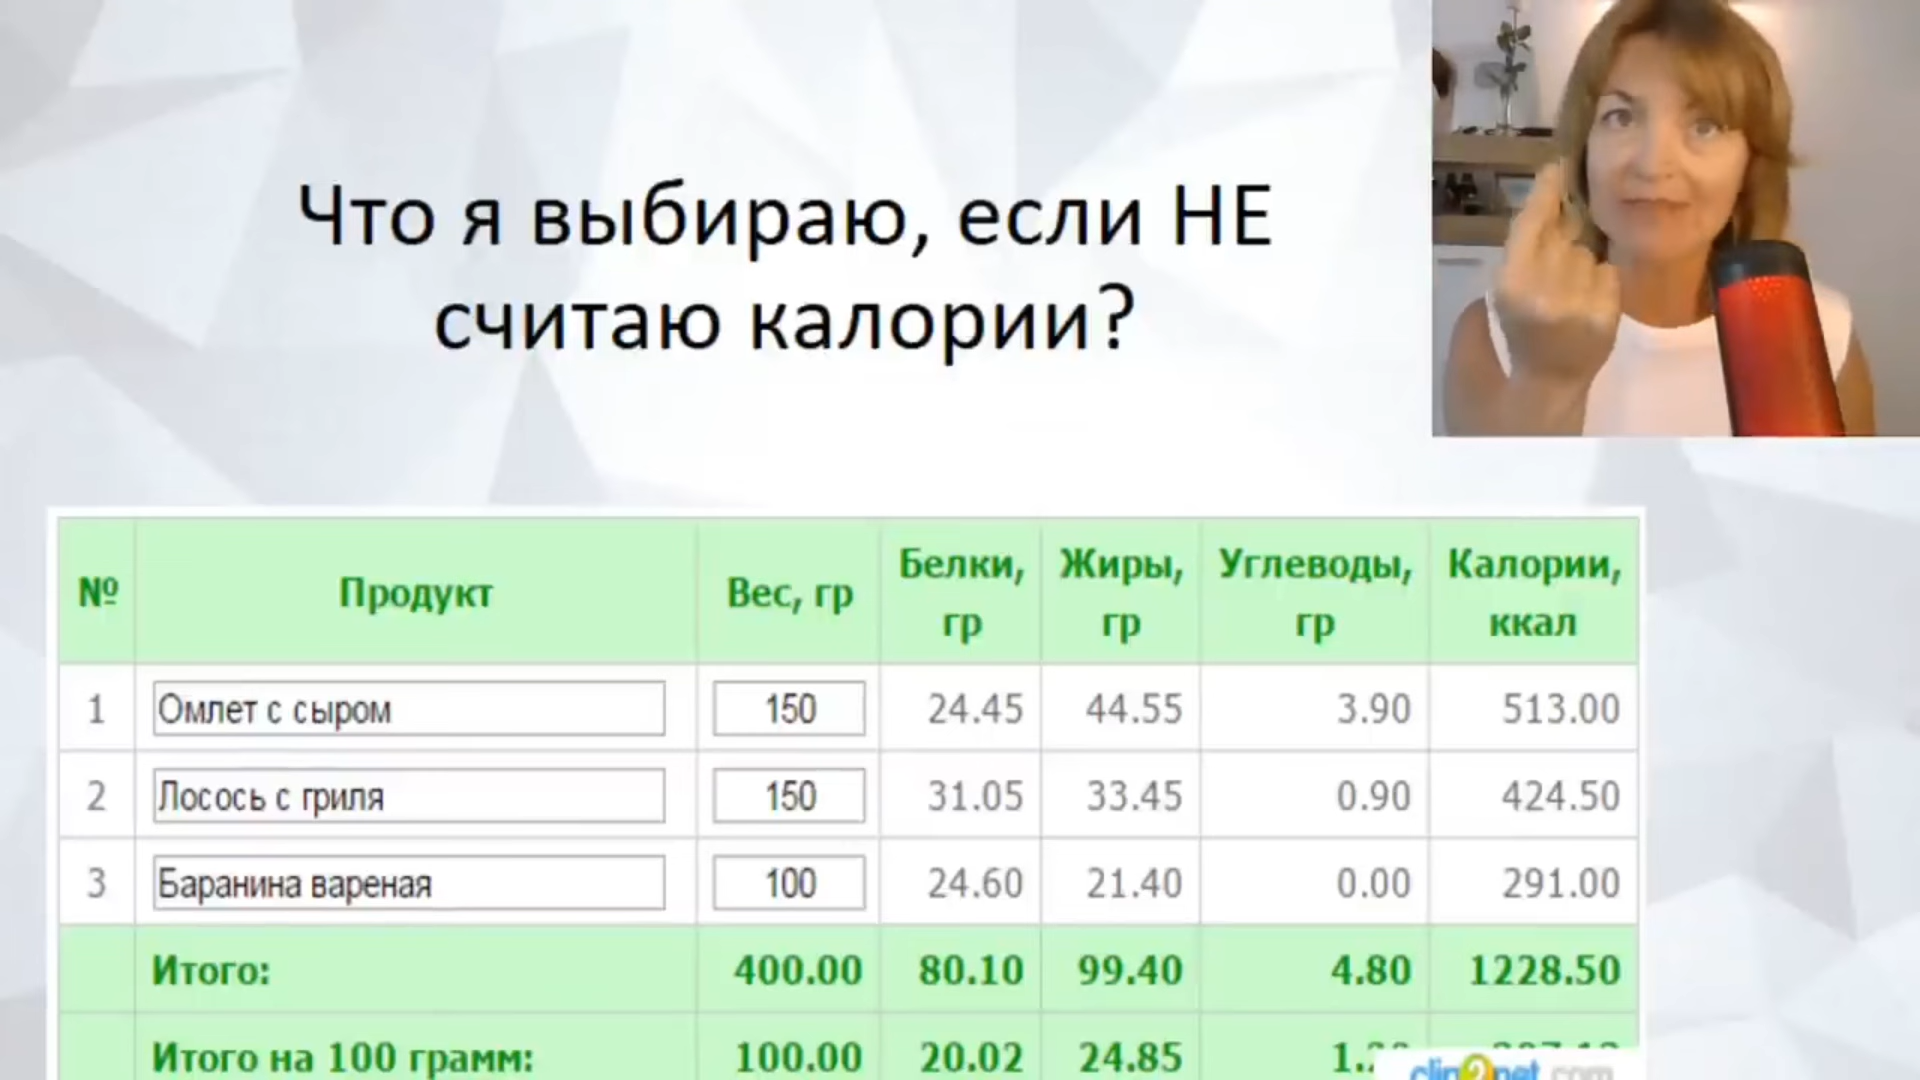 Что я выбираю, если НЕ
считаю калории?
№ Продукт Вес, гр Белки, гр Жиры, гр Углеводы, гр Калории, ккал
1 Омлет с сыром 150 24.45 44.55 3.90 513.00
2 Лосось с гриля 150 31.05 33.45 0.90 424.50
3 Баранина вареная 100 24.60 21.40 0.00 291.00
Итого: 400.00 80.10 99.40 4.80 1228.50
Итого на 100 грамм: 100.00 20.02 24.85
clip2net.com